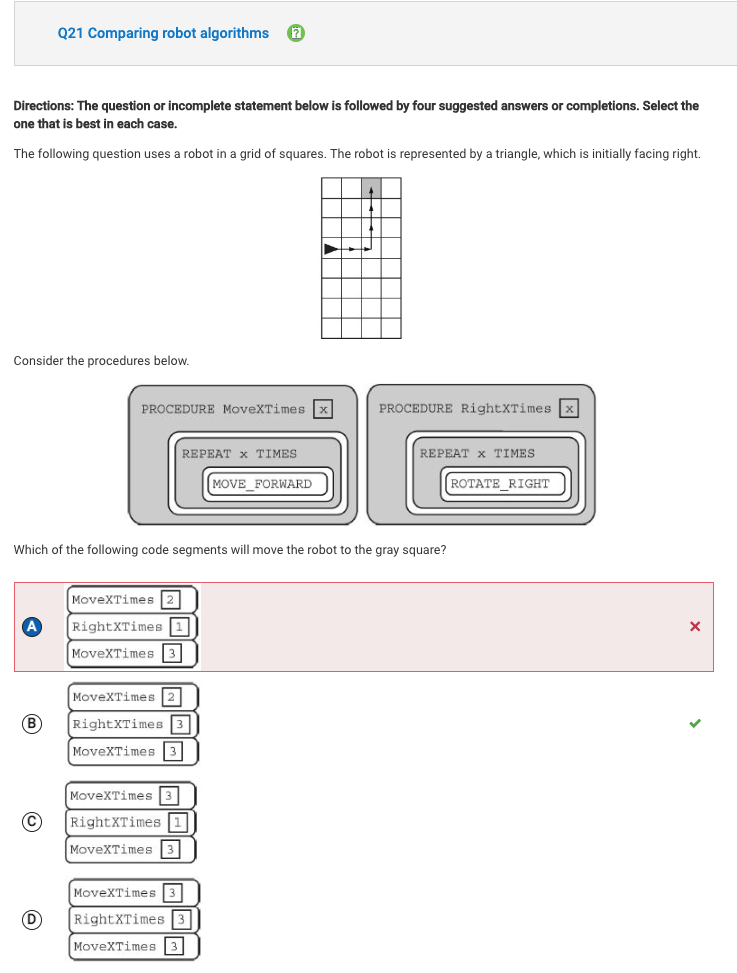 Q21 Comparing robot algorithms
Directions: The question or incomplete statement below is followed by four suggested answers or completions. Select the
one that is best in each case.
The following question uses a robot in a grid of squares. The robot is represented by a triangle, which is initially facing right.
Consider the procedures below.
PROCEDURE MoveXTimes x
REPEAT x TIMES
MOVE_FORWARD
PROCEDURE RightXTimes x
REPEAT x TIMES
ROTATE_RIGHT
Which of the following code segments will move the robot to the gray square?
A
MoveXTimes 2
RightXTimes 1
MoveXTimes 3
B
MoveXTimes 2
RightXTimes 3
MoveXTimes 3
C
MoveXTimes 3
RightXTimes 1
MoveXTimes 3
D
MoveXTimes 3
RightXTimes 3
MoveXTimes 3